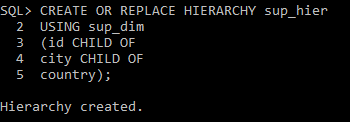 SQL> CREATE OR REPLACE HIERARCHY sup_hier
2 USING sup_dim
3 (id CHILD OF
4 city CHILD OF
5 country);
Hierarchy created.